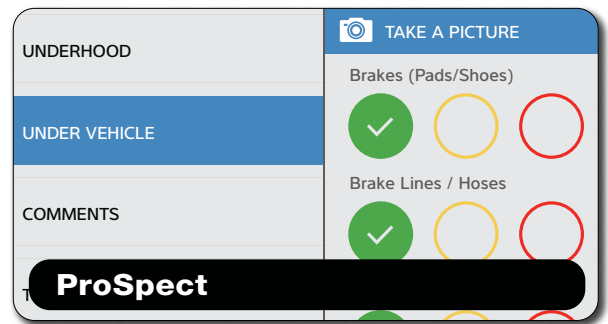 UNDERHOOD
UNDER VEHICLE
COMMENTS
TAKE A PICTURE
Brakes (Pads/Shoes)
Brake Lines / Hoses
ProSpect